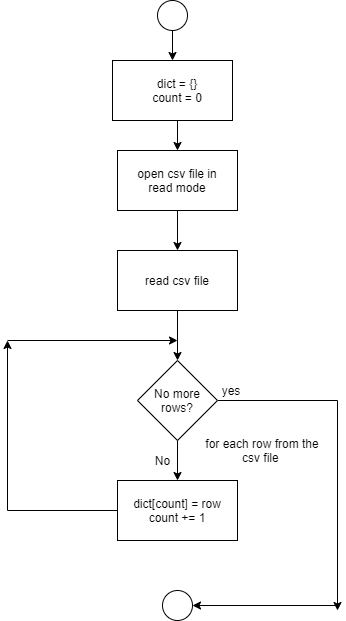 dict = {}
count = 0
open csv file in
read mode
read csv file
No more
rows?
yes
for each row from the
csv file
No
dict[count] = row
count += 1